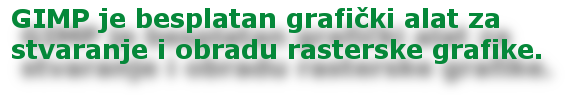 GIMP je besplatan grafički alat za
stvaranje i obradu rasterske grafike.